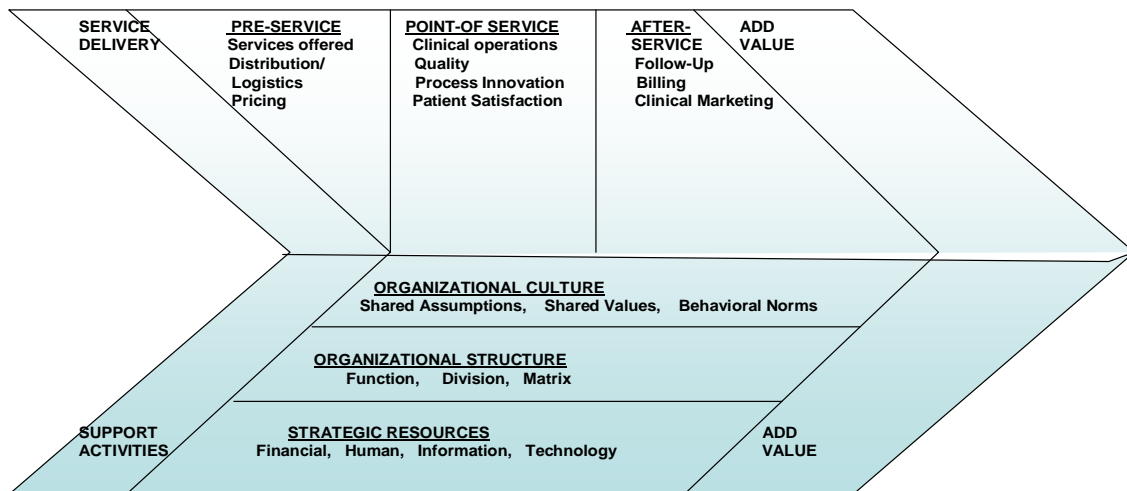 SERVICE
DELIVERY
PRE-SERVICE
Services offered
Distribution/
Logistics
Pricing
POINT-OF SERVICE
Clinical operations
Quality
Process Innovation
Patient Satisfaction
AFTER-
SERVICE
Follow-Up
Billing
Clinical Marketing
ADD
VALUE
ORGANIZATIONAL CULTURE
Shared Assumptions, Shared Values, Behavioral Norms
ORGANIZATIONAL STRUCTURE
Function, Division, Matrix
SUPPORT
ACTIVITIES
STRATEGIC RESOURCES
Financial, Human, Information, Technology
ADD
VALUE